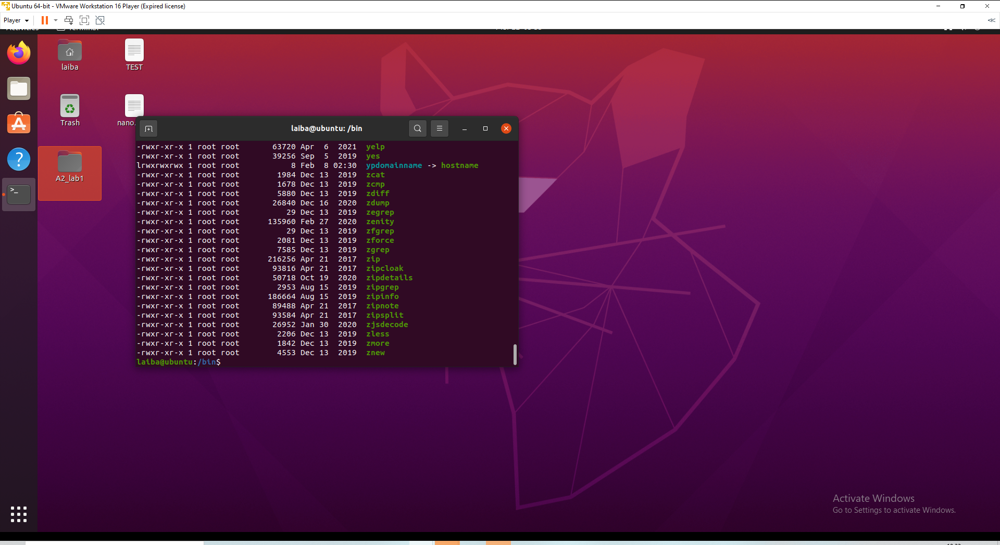 Ubuntu 64-bit - VMware Workstation 16 Player (Expired license)
Player
laiba
TEST
Trash
nano.
A2_lab1
laiba@ubuntu: /bin
-rwxr-xr-x 1 root root 63720 Apr 6 2021 yelp
-rwxr-xr-x 1 root root 39256 Sep 5 2019 yes
lrwxrwxrwx 1 root root 8 Feb 8 02:30 ypdomainname -> hostname
-rwxr-xr-x 1 root root 1984 Dec 13 2019 zcat
-rwxr-xr-x 1 root root 1678 Dec 13 2019 zcmp
-rwxr-xr-x 1 root root 5880 Dec 13 2019 zdiff
-rwxr-xr-x 1 root root 26840 Dec 16 2020 zdump
-rwxr-xr-x 1 root root 29 Dec 13 2019 zegrep
-rwxr-xr-x 1 root root 135960 Feb 27 2020 zenity
-rwxr-xr-x 1 root root 29 Dec 13 2019 zfgrep
-rwxr-xr-x 1 root root 2081 Dec 13 2019 zforce
-rwxr-xr-x 1 root root 7585 Dec 13 2019 zgrep
-rwxr-xr-x 1 root root 216256 Apr 21 2017 zip
-rwxr-xr-x 1 root root 93816 Apr 21 2017 zipcloak
-rwxr-xr-x 1 root root 50718 Oct 19 2020 zipdetails
-rwxr-xr-x 1 root root 2953 Aug 15 2019 zipgrep
-rwxr-xr-x 1 root root 186664 Aug 15 2019 zipinfo
-rwxr-xr-x 1 root root 89488 Apr 21 2017 zipnote
-rwxr-xr-x 1 root root 93584 Apr 21 2017 zipsplit
-rwxr-xr-x 1 root root 26952 Jan 30 2020 zjsdecode
-rwxr-xr-x 1 root root 2206 Dec 13 2019 zless
-rwxr-xr-x 1 root root 1842 Dec 13 2019 zmore
-rwxr-xr-x 1 root root 4553 Dec 13 2019 znew
laiba@ubuntu:/bin$
Activate Windows
Go to Settings to activate Windows.